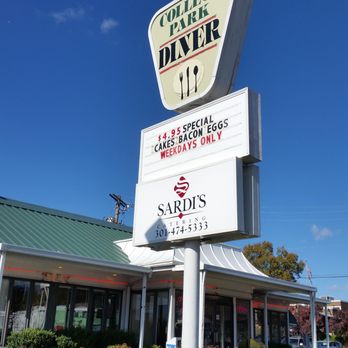 COLLEGE
PARK
DINER
$4.95 SPECIAL
CAKES BACON EGGS
WEEKDAYS ONLY
SARDI'S
CATERING
301-474-5333